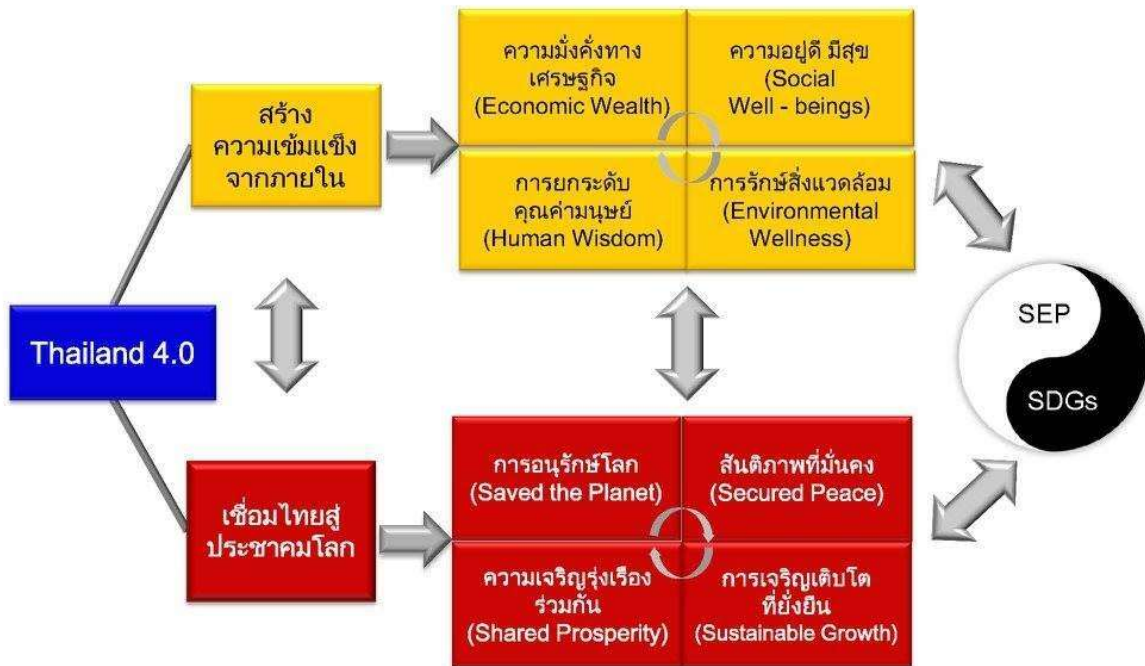 ความมั่งคั่งทาง
เศรษฐกิจ
(Economic Wealth)
ความอยู่ดี มีสุข
(Social
Well - beings)
สร้าง
ความเข้มแข็ง
จากภายใน
การยกระดับ
คุณค่ามนุษย์
(Human Wisdom)
การรักษ์สิ่งแวดล้อม
(Environmental
Wellness)
Thailand 4.0
SEP
SDGs
เชื่อมไทยสู่
ประชาคมโลก
การอนุรักษ์โลก
(Saved the Planet)
สันติภาพที่มั่นคง
(Secured Peace)
ความเจริญรุ่งเรือง
ร่วมกัน
(Shared Prosperity)
การเจริญเติบโต
ที่ยั่งยืน
(Sustainable Growth)